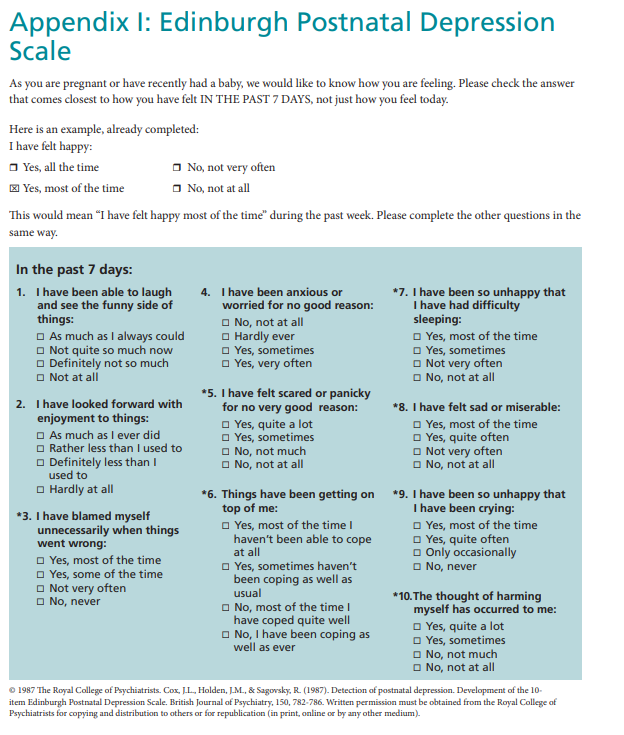 Appendix I: Edinburgh Postnatal Depression
Scale
As you are pregnant or have recently had a baby, we would like to know how you are feeling. Please check the answer
that comes closest to how you have felt IN THE PAST 7 DAYS, not just how you feel today.
Here is an example, already completed:
I have felt happy:
☐ Yes, all the time
☒ Yes, most of the time
☐ No, not very often
☐ No, not at all
This would mean “I have felt happy most of the time” during the past week. Please complete the other questions in the
same way.
In the past 7 days:
1. I have been able to laugh
and see the funny side of
things:
☐ As much as I always could
☐ Not quite so much now
☐ Definitely not so much
☐ Not at all
2. I have looked forward with
enjoyment to things:
☐ As much as I ever did
☐ Rather less than I used to
☐ Definitely less than I
used to
☐ Hardly at all
*3. I have blamed myself
unnecessarily when things
went wrong:
☐ Yes, most of the time
☐ Yes, some of the time
☐ Not very often
☐ No, never
4. I have been anxious or
worried for no good reason:
☐ No, not at all
☐ Hardly ever
☐ Yes, sometimes
☐ Yes, very often
*5. I have felt scared or panicky
for no very good reason:
☐ Yes, quite a lot
☐ Yes, sometimes
☐ No, not much
☐ No, not at all
*6. Things have been getting on
top of me:
☐ Yes, most of the time I
haven’t been able to cope
at all
☐ Yes, sometimes haven’t
been coping as well as
usual
☐ No, most of the time I
have coped quite well
☐ No, I have been coping as
well as ever
*7. I have been so unhappy that
I have had difficulty
sleeping:
☐ Yes, most of the time
☐ Yes, sometimes
☐ Not very often
☐ No, not at all
*8. I have felt sad or miserable:
☐ Yes, most of the time
☐ Yes, quite often
☐ Not very often
☐ No, not at all
*9. I have been so unhappy that
I have been crying:
☐ Yes, most of the time
☐ Yes, quite often
☐ Only occasionally
☐ No, never
*10.The thought of harming
myself has occurred to me:
☐ Yes, quite a lot
☐ Yes, sometimes
☐ No, not much
☐ No, not at all
© 1987 The Royal College of Psychiatrists. Cox, J.L., Holden, J.M., & Sagovsky, R. (1987). Detection of postnatal depression. Development of the 10-
item Edinburgh Postnatal Depression Scale. British Journal of Psychiatry, 150, 782-786. Written permission must be obtained from the Royal College of
Psychiatrists for copying and distribution to others or for republication (in print, online or by any other medium).